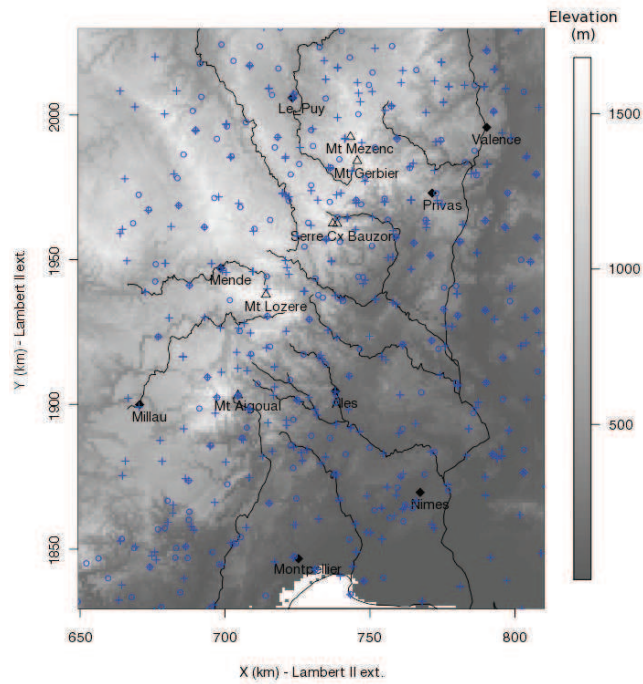 Elevation
(m)
1500
1000
500
2000
1950
1900
1850
Y (km) - Lambert II ext.
Le_Puy
Mt Mezenc
Valence
Mt Gerbier
Privas
Serre Cx Bauzon
Mende
Mt Lozere
Millau
Mt Aigoual
Ales
Nimes
Montpellier
650
700
750
800
X (km) - Lambert II ext.